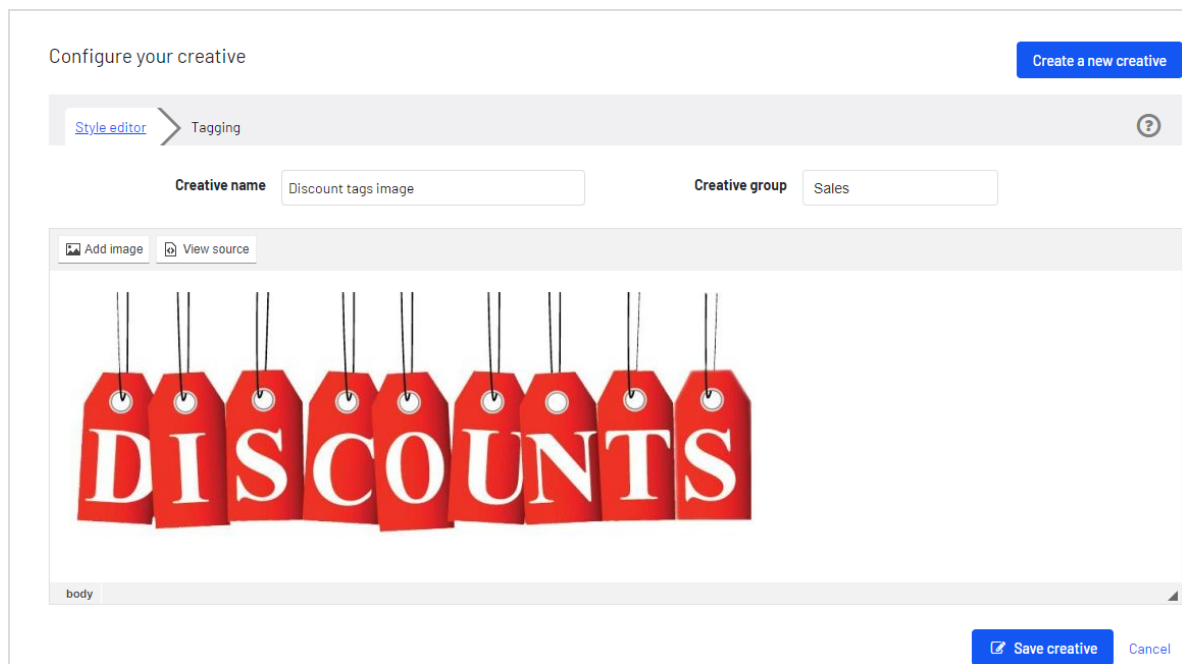 Configure your creative
Create a new creative
Style editor
Tagging
?
Creative name
Discount tags image
Creative group
Sales
Add image
View source
DISCOUNTS
body
Save creative
Cancel